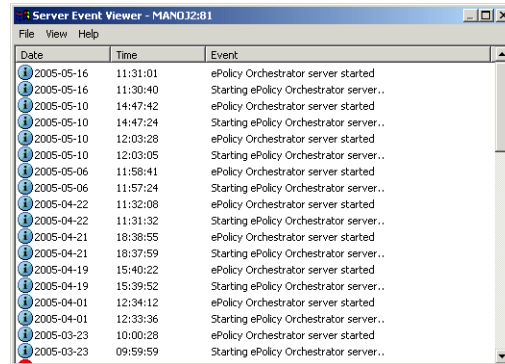 Server Event Viewer - MANOJ2:81
File View Help
Date Time Event
2005-05-16 11:31:01 ePolicy Orchestrator server started
2005-05-16 11:30:40 Starting ePolicy Orchestrator server..
2005-05-10 14:47:42 ePolicy Orchestrator server started
2005-05-10 14:47:24 Starting ePolicy Orchestrator server..
2005-05-10 12:03:28 ePolicy Orchestrator server started
2005-05-10 12:03:05 Starting ePolicy Orchestrator server..
2005-05-06 11:58:41 ePolicy Orchestrator server started
2005-05-06 11:57:24 Starting ePolicy Orchestrator server..
2005-04-22 11:32:08 ePolicy Orchestrator server started
2005-04-22 11:31:32 Starting ePolicy Orchestrator server..
2005-04-21 18:38:55 ePolicy Orchestrator server started
2005-04-21 18:37:59 Starting ePolicy Orchestrator server..
2005-04-19 15:40:22 ePolicy Orchestrator server started
2005-04-19 15:39:52 Starting ePolicy Orchestrator server..
2005-04-01 12:34:12 ePolicy Orchestrator server started
2005-04-01 12:33:36 Starting ePolicy Orchestrator server..
2005-03-23 10:00:28 ePolicy Orchestrator server started
2005-03-23 09:59:59 Starting ePolicy Orchestrator server..